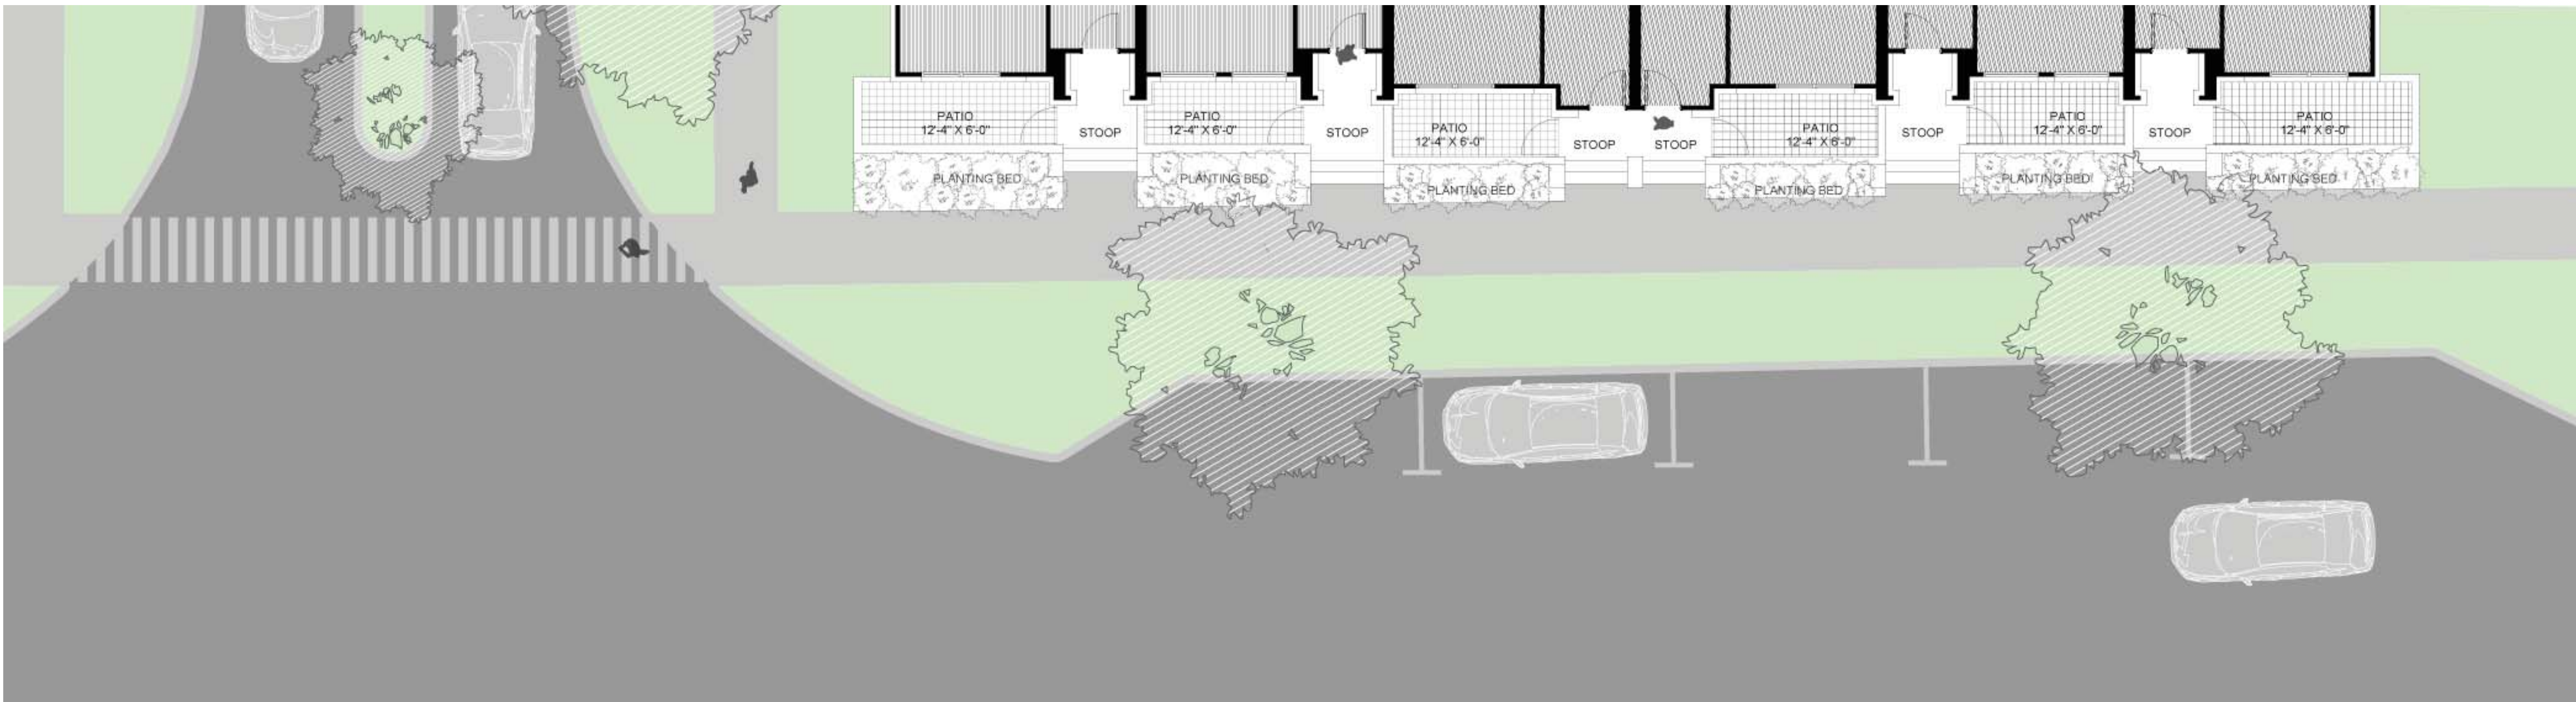 PATIO
12'-4" X 6'-0"
STOOP
PATIO
12'-4" X 6'-0"
STOOP
PATIO
12'-4" X 6'-0"
STOOP
STOOP
PATIO
12'-4" X 6'-0"
STOOP
PATIO
12'-4" X 6'-0"
STOOP
PATIO
12'-4" X 6'-0"
PLANTING BED
PLANTING BED
PLANTING BED
PLANTING BED
PLANTING BED
PLANTING BED